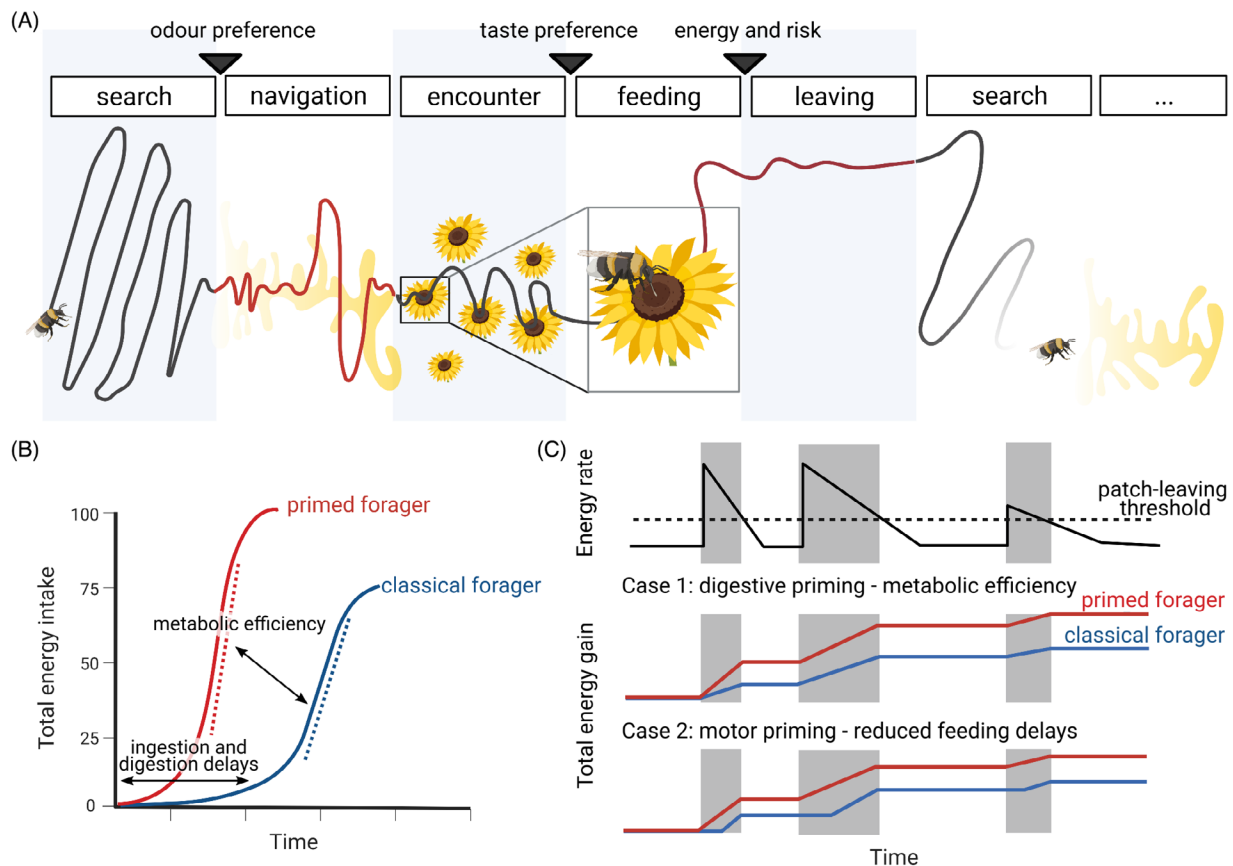 (A)
odour preference
taste preference
energy and risk
search
navigation
encounter
feeding
leaving
search
...
(B)
Total energy intake
100
75
50
25
0
primed forager
classical forager
metabolic efficiency
ingestion and
digestion delays
Time
(C)
Energy rate
patch-leaving
threshold
Case 1: digestive priming - metabolic efficiency
primed forager
classical forager
Total energy gain
Case 2: motor priming - reduced feeding delays
Time